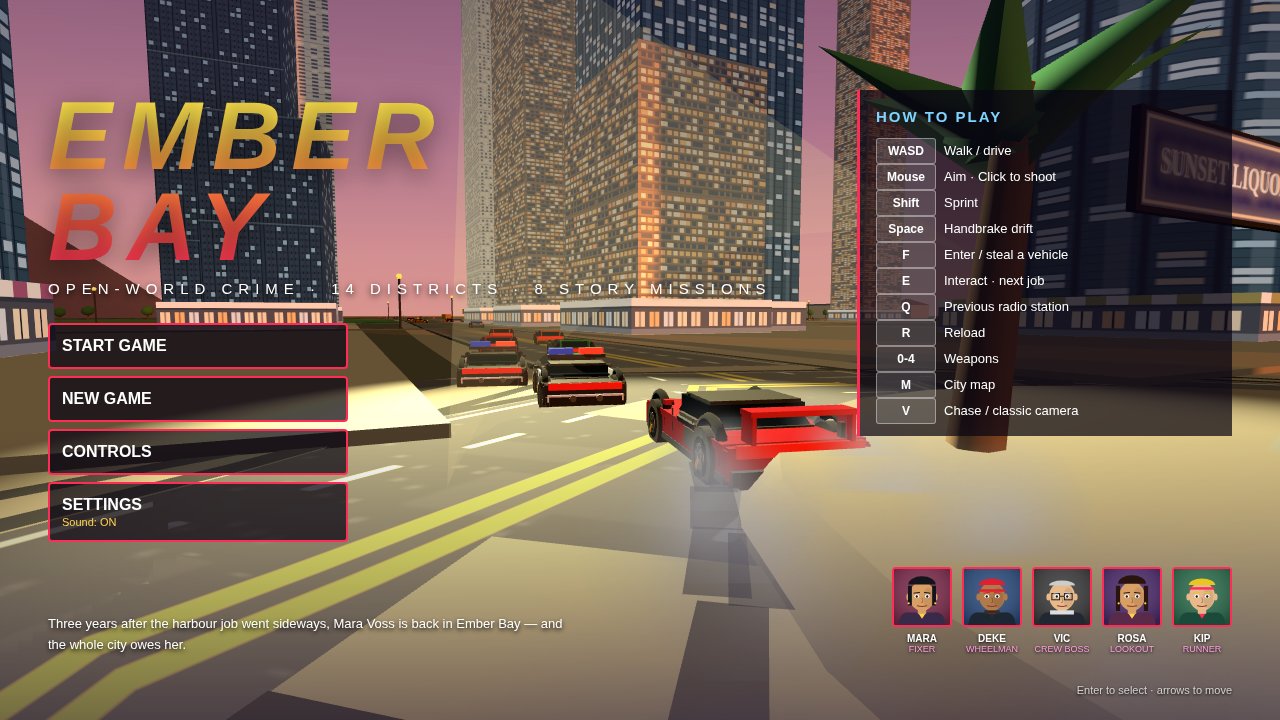 EMBER
BAY
OPEN-WORLD CRIME · 14 DISTRICTS · 8 STORY MISSIONS
START GAME
NEW GAME
CONTROLS
SETTINGS
Sound: ON
Three years after the harbour job went sideways, Mara Voss is back in Ember Bay — and
the whole city owes her.
HOW TO PLAY
WASD Walk / drive
Mouse Aim · Click to shoot
Shift Sprint
Space Handbrake drift
F Enter / steal a vehicle
E Interact · next job
Q Previous radio station
R Reload
0-4 Weapons
M City map
V Chase / classic camera
SUNSET LIQUO
MARA DEKE VIC ROSA KIP
FIXER WHEELMAN CREW BOSS LOOKOUT RUNNER
Enter to select · arrows to move